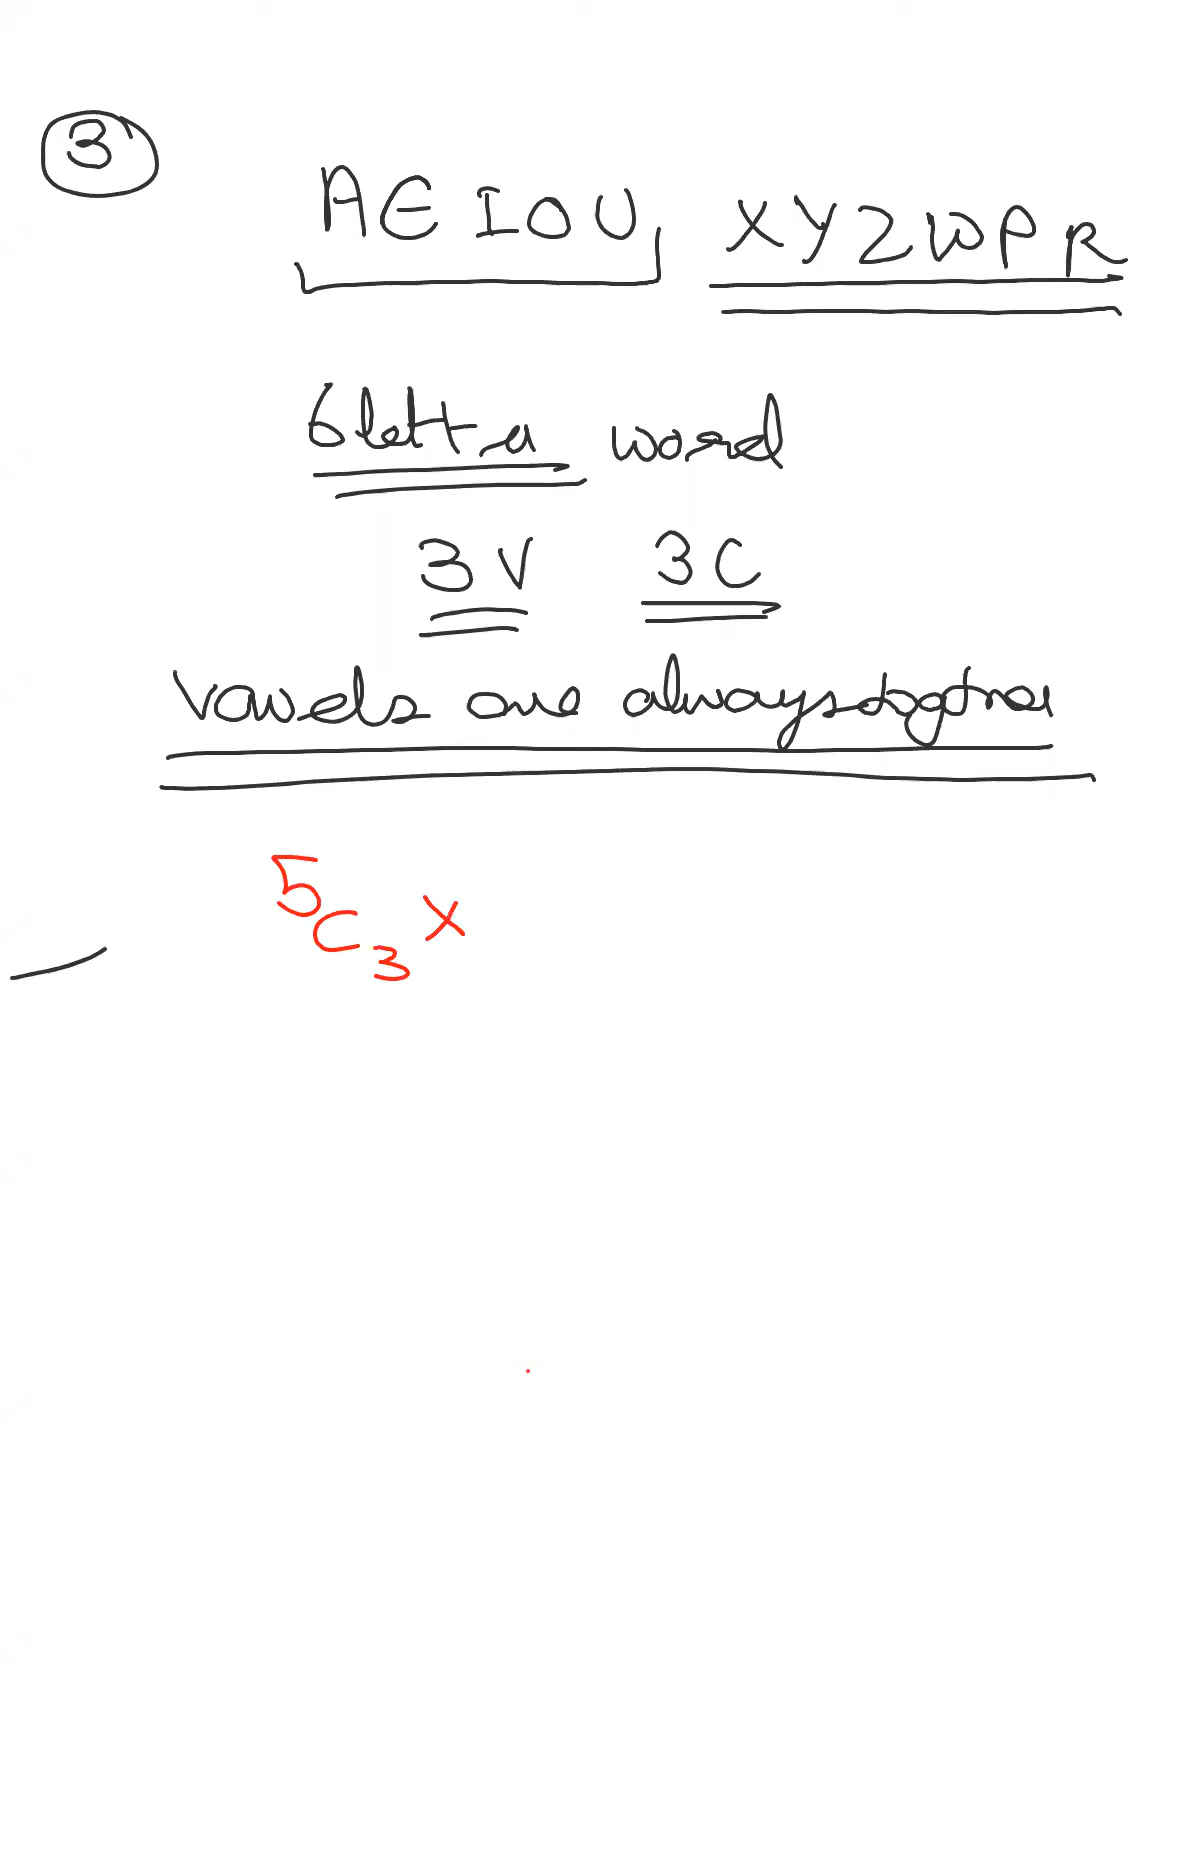 3
AEIOU, XYZWPR
6 letter word
3V 3C
vowels are always together
5C3 X